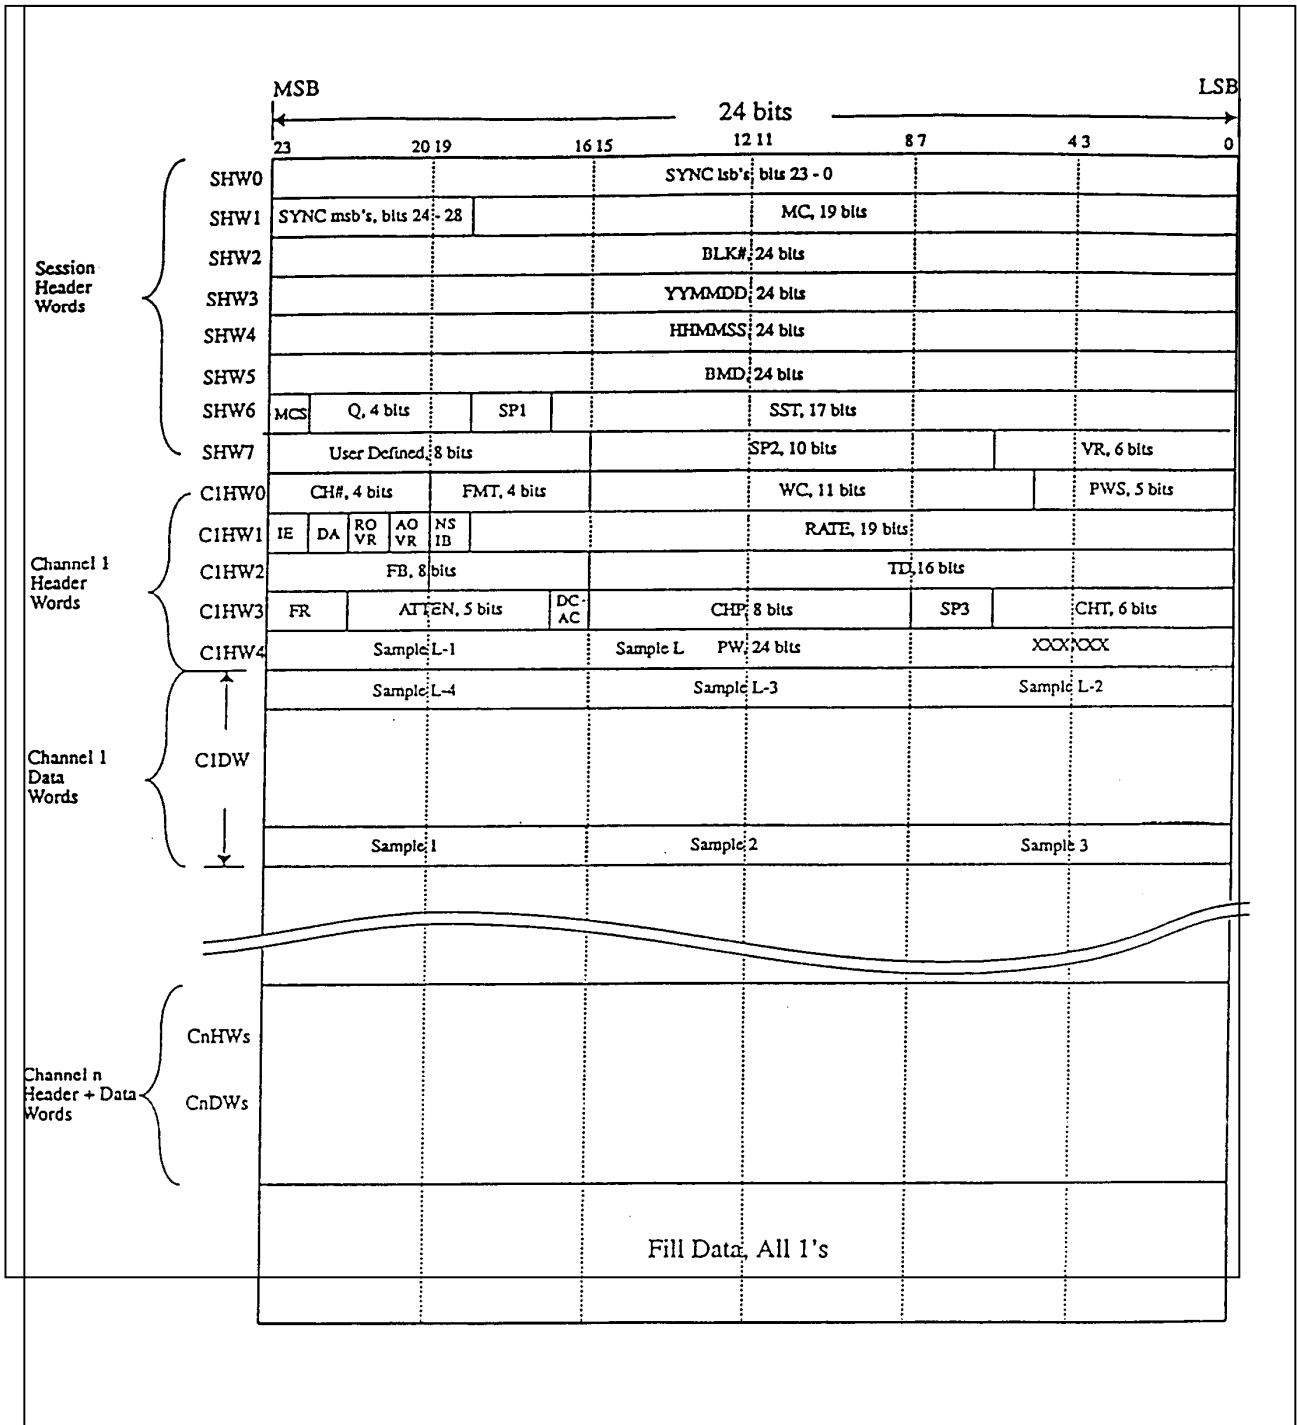 MSB LSB
24 bits
23 20 19 16 15 12 11 8 7 4 3 0
SHW0 SYNC lsb's, bits 23 - 0
SHW1 SYNC msb's, bits 24 - 28 MC, 19 bits
SHW2 BLK#, 24 bits
Session
Header
Words
SHW3 YYMMDD, 24 bits
SHW4 HHMMSS, 24 bits
SHW5 BMD, 24 bits
SHW6 MCS Q, 4 bits SP1 SST, 17 bits
SHW7 User Defined, 8 bits SP2, 10 bits VR, 6 bits
C1HW0 CH#, 4 bits FMT, 4 bits WC, 11 bits PWS, 5 bits
C1HW1 IE DA RO VR AO VR NS IB RATE, 19 bits
Channel 1
Header
Words
C1HW2 FB, 8 bits TD, 16 bits
C1HW3 FR ATTEN, 5 bits DC-AC CHP, 8 bits SP3 CHT, 6 bits
C1HW4 Sample L-1 Sample L PW, 24 bits XXXXXXX
Sample L-4 Sample L-3 Sample L-2
Channel 1
Data
Words
C1DW
Sample 1 Sample 2 Sample 3
CnHWs
Channel n
Header + Data
Words
CnDWs
Fill Data, All 1's